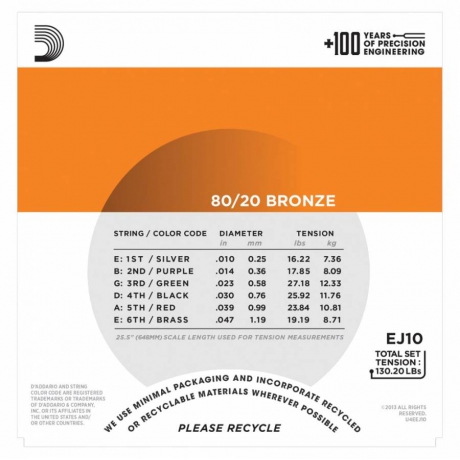 +100 YEARS
OF PRECISION
ENGINEERING
80/20 BRONZE
STRING / COLOR CODE DIAMETER TENSION
in mm lbs kg
E: 1ST / SILVER .010 0.25 16.22 7.36
B: 2ND / PURPLE .014 0.36 17.85 8.09
G: 3RD / GREEN .023 0.58 27.18 12.33
D: 4TH / BLACK .030 0.76 25.92 11.76
A: 5TH / RED .039 0.99 23.84 10.81
E: 6TH / BRASS .047 1.19 19.19 8.71
25.5" (648MM) SCALE LENGTH USED FOR TENSION MEASUREMENTS
EJ10
TOTAL SET
TENSION :
130.20 LBs
D'ADDARIO AND STRING
COLOR CODE ARE REGISTERED
TRADEMARKS OR TRADEMARKS
OF D'ADDARIO & COMPANY,
INC. OR ITS AFFILIATES IN
THE UNITED STATES AND/
OR OTHER COUNTRIES.
WE USE MINIMAL PACKAGING AND INCORPORATE RECYCLED
OR RECYCLABLE MATERIALS WHEREVER POSSIBLE
PLEASE RECYCLE
©2013 ALL RIGHTS
RESERVED.